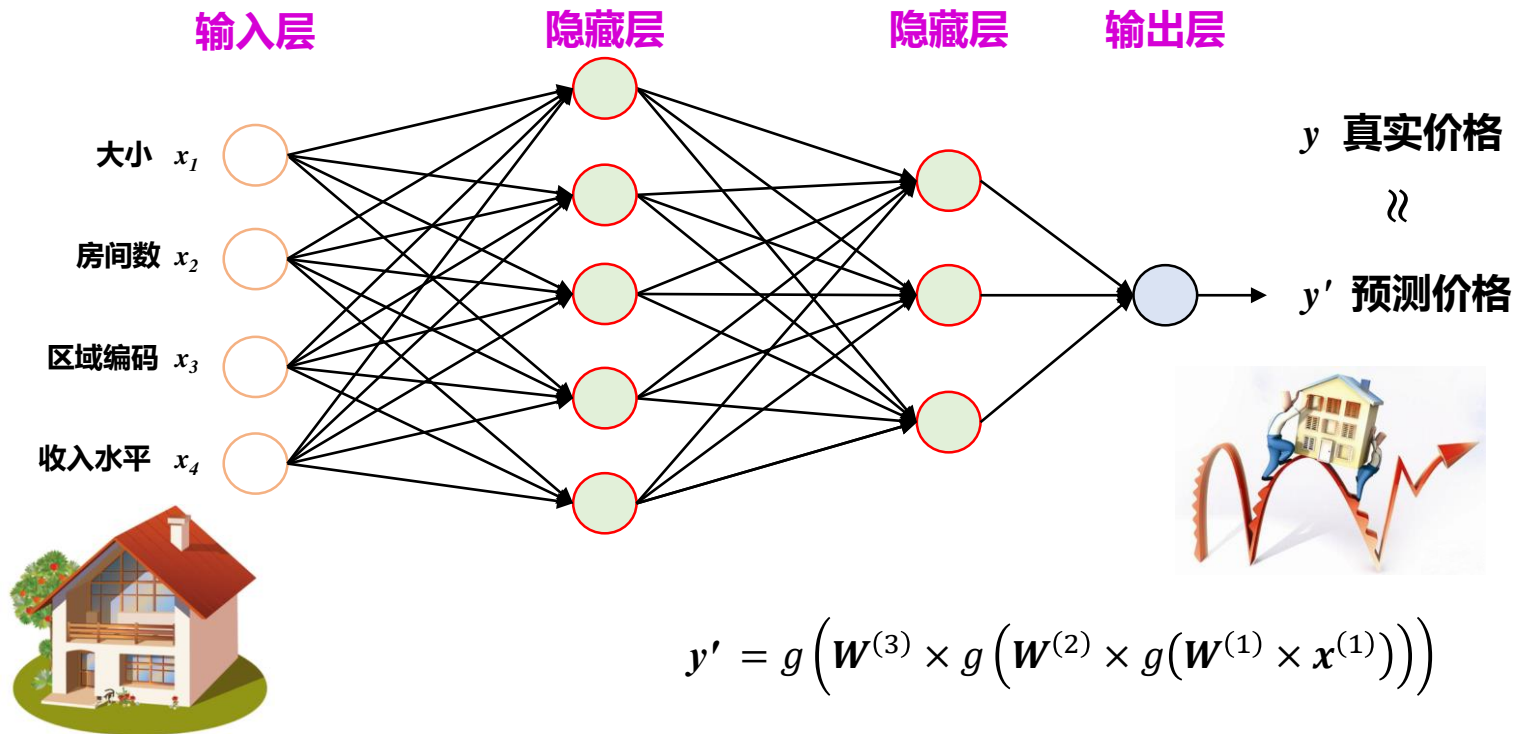 输入层 隐藏层 隐藏层 输出层
大小 x₁
房间数 x₂
区域编码 x₃
收入水平 x₄
y 真实价格
≈
y′ 预测价格
y′ = g(W⁽³⁾ × g(W⁽²⁾ × g(W⁽¹⁾ × x⁽¹⁾)))